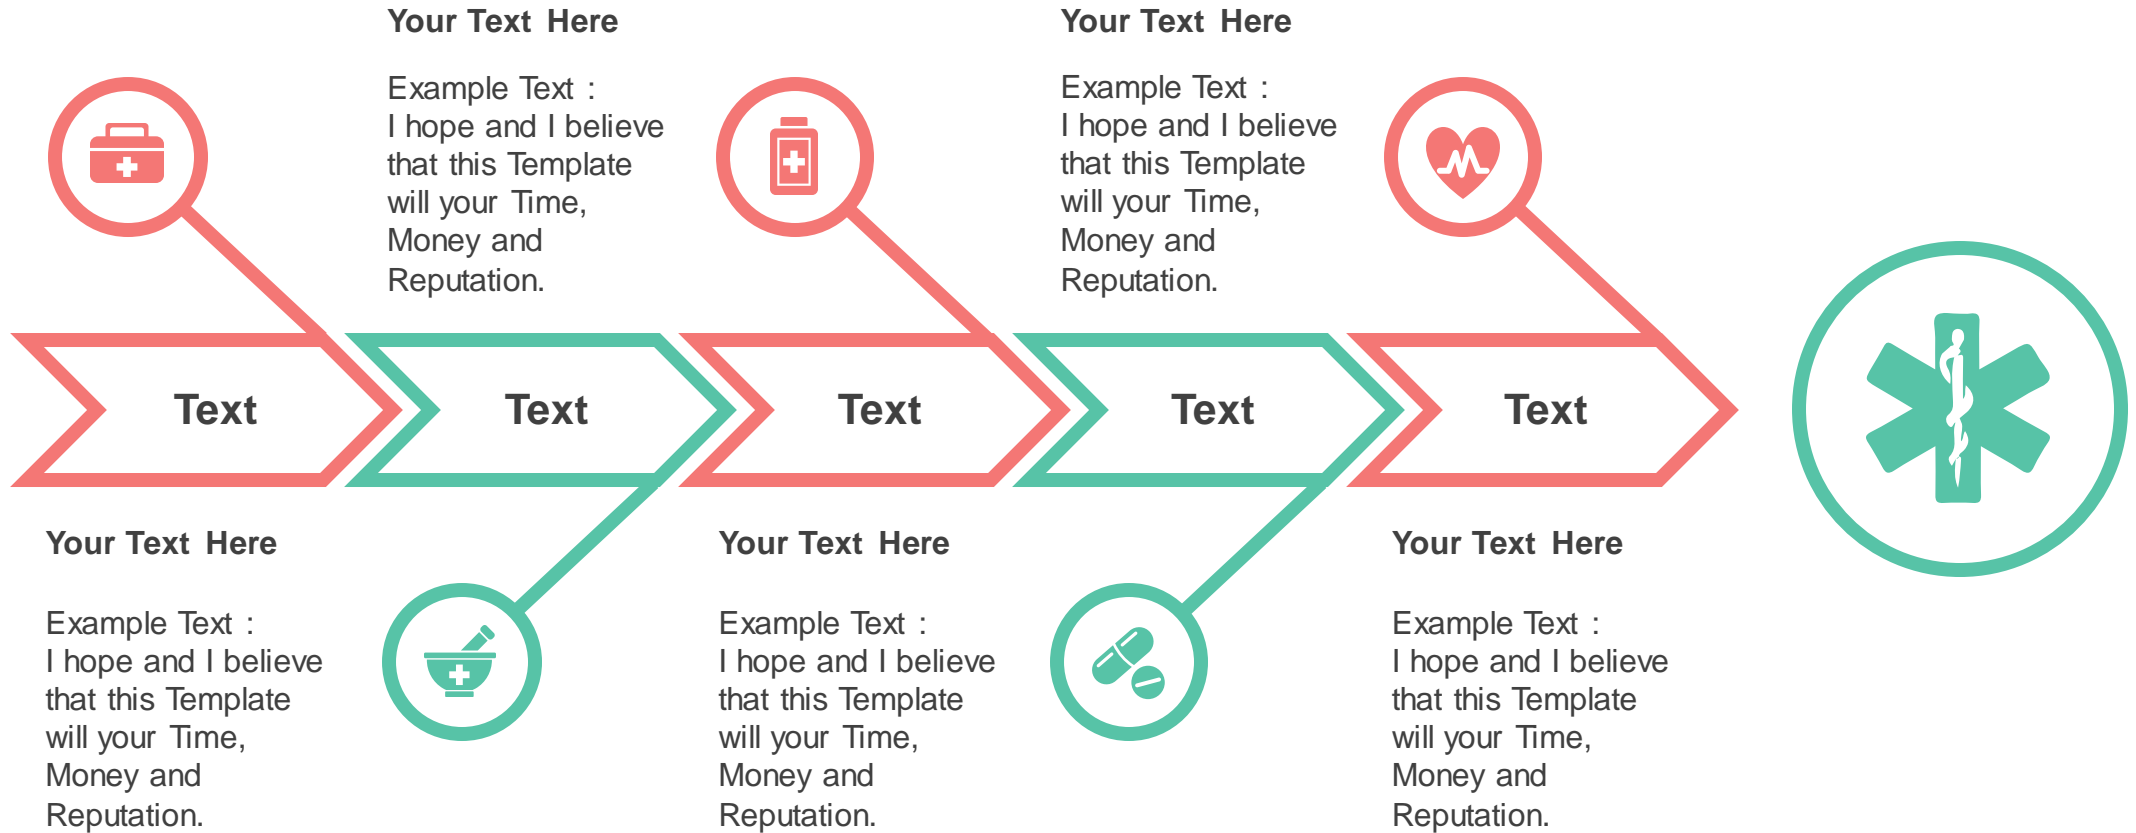 Your Text Here
Example Text :
I hope and I believe
that this Template
will your Time,
Money and
Reputation.
Your Text Here
Example Text :
I hope and I believe
that this Template
will your Time,
Money and
Reputation.
Text
Text
Text
Text
Text
Your Text Here
Example Text :
I hope and I believe
that this Template
will your Time,
Money and
Reputation.
Your Text Here
Example Text :
I hope and I believe
that this Template
will your Time,
Money and
Reputation.
Your Text Here
Example Text :
I hope and I believe
that this Template
will your Time,
Money and
Reputation.